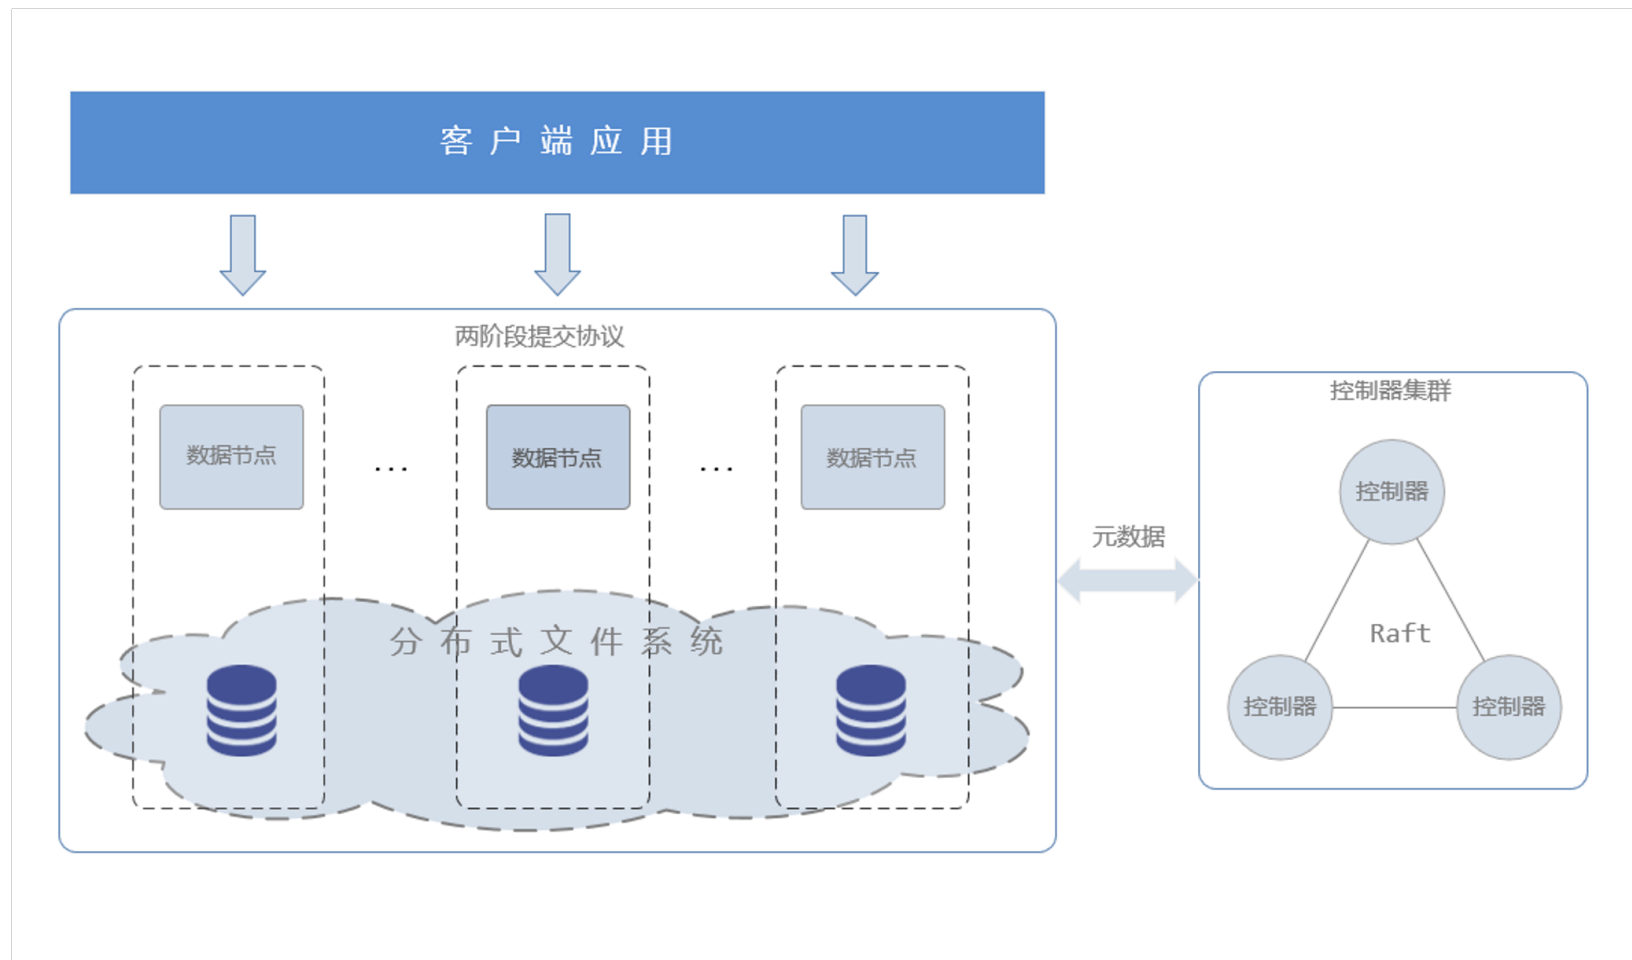 客户端应用
两阶段提交协议
数据节点
...
数据节点
...
数据节点
分布式文件系统
元数据
控制器集群
控制器
Raft
控制器
控制器